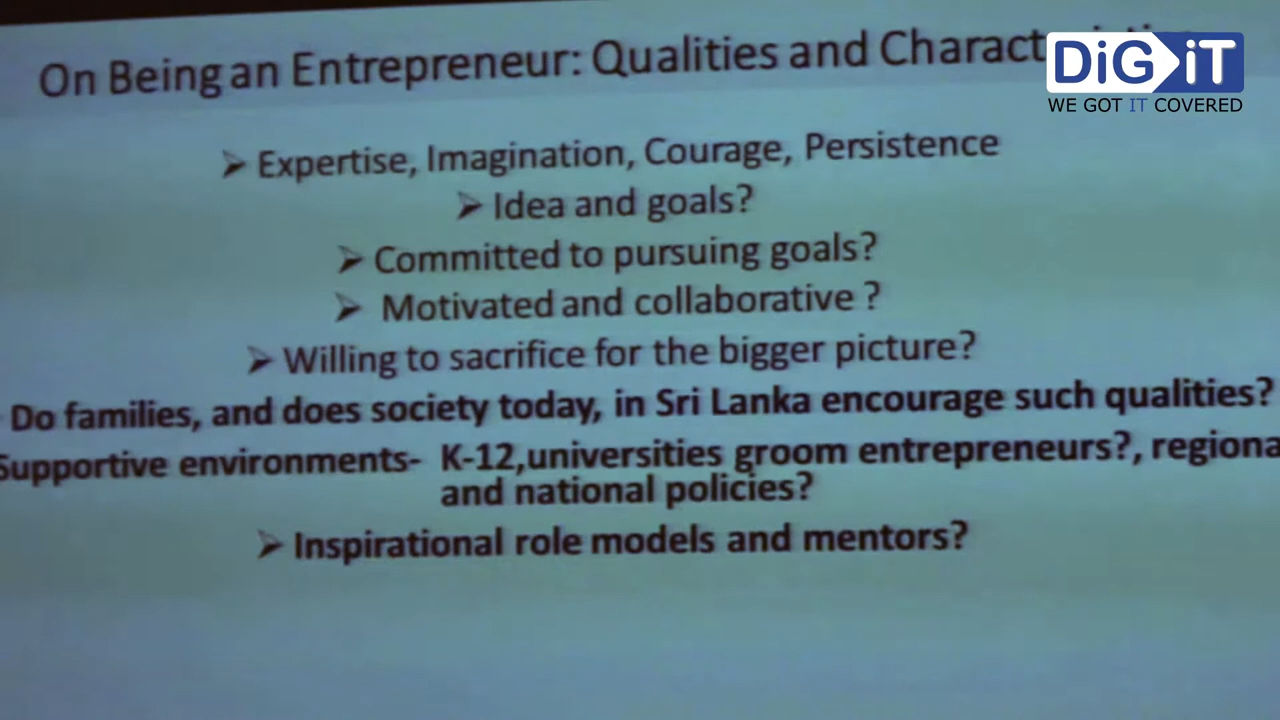 On Being an Entrepreneur: Qualities and
DiGiT
WE GOT IT COVERED
➢ Expertise, Imagination, Courage, Persistence
➢ Idea and goals?
➢ Committed to pursuing goals?
➢ Motivated and collaborative ?
➢ Willing to sacrifice for the bigger picture?
Do families, and does society today, in Sri Lanka encourage such qualities?
Supportive environments- K-12,universities groom entrepreneurs?, regiona
and national policies?
➢ Inspirational role models and mentors?